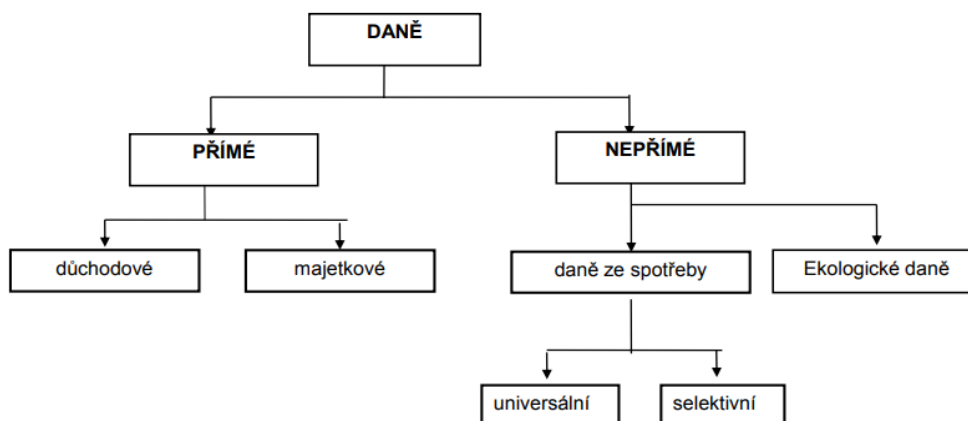 DANĚ
PŘÍMÉ
NEPŘÍMÉ
důchodové
majetkové
daně ze spotřeby
Ekologické daně
universální
selektivní